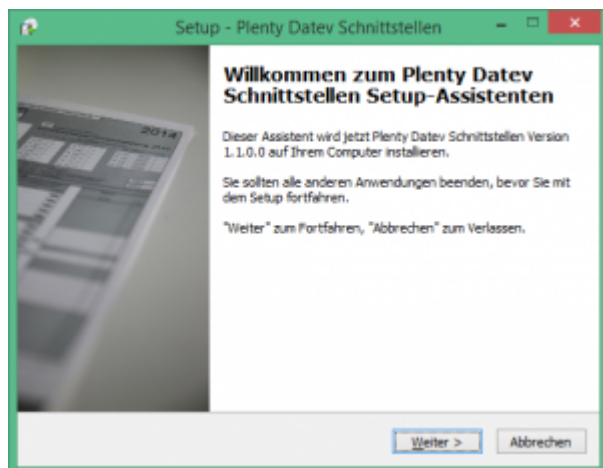 Setup - Plenty Datev Schnittstellen
2014
Willkommen zum Plenty Datev
Schnittstellen Setup-Assistenten
Dieser Assistent wird jetzt Plenty Datev Schnittstellen Version
1.1.0.0 auf Ihrem Computer installieren.
Sie sollten alle anderen Anwendungen beenden, bevor Sie mit
dem Setup fortfahren.
"Weiter" zum Fortfahren, "Abbrechen" zum Verlassen.
Weiter >
Abbrechen